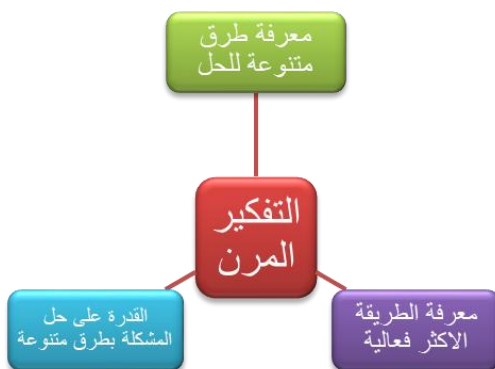 معرفة طرق
متنوعة للحل
التفكير
المرن
معرفة الطريقة
الاكثر فعالية
القدرة على حل
المشكلة بطرق متنوعة